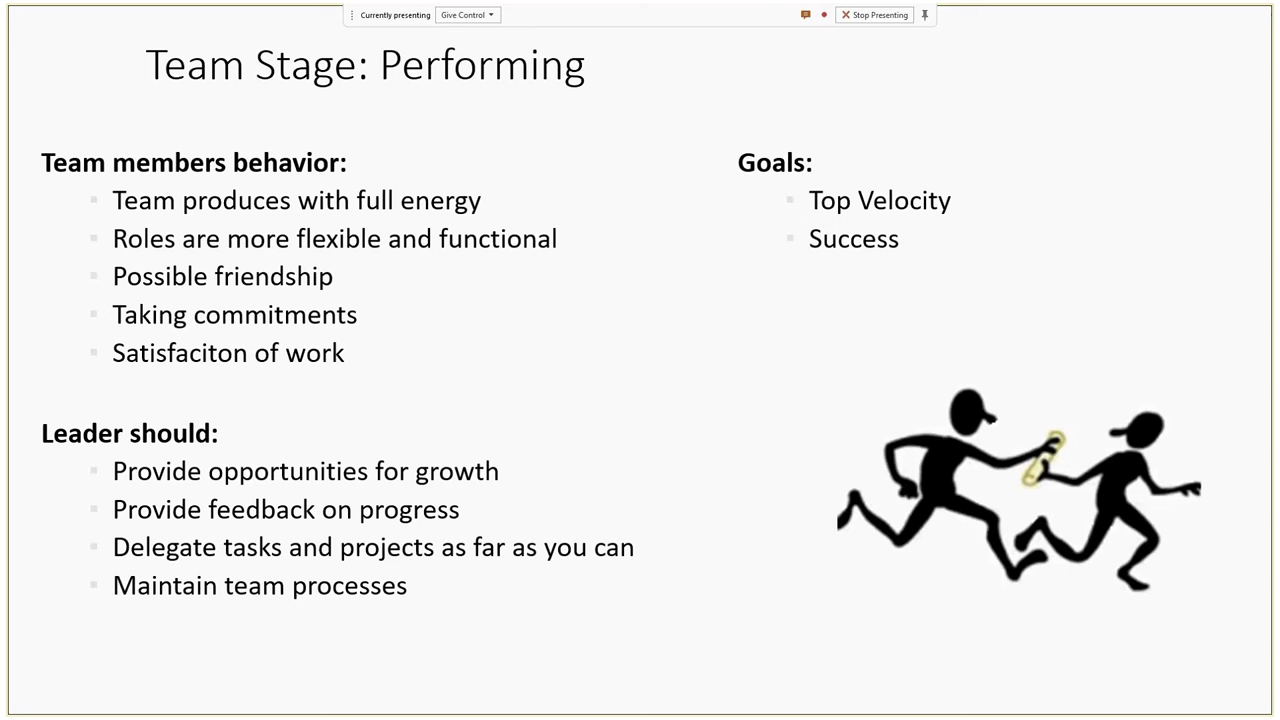 Currently presenting
Give Control
Stop Presenting
Team Stage: Performing
Team members behavior:
Team produces with full energy
Roles are more flexible and functional
Possible friendship
Taking commitments
Satisfaciton of work
Leader should:
Provide opportunities for growth
Provide feedback on progress
Delegate tasks and projects as far as you can
Maintain team processes
Goals:
Top Velocity
Success